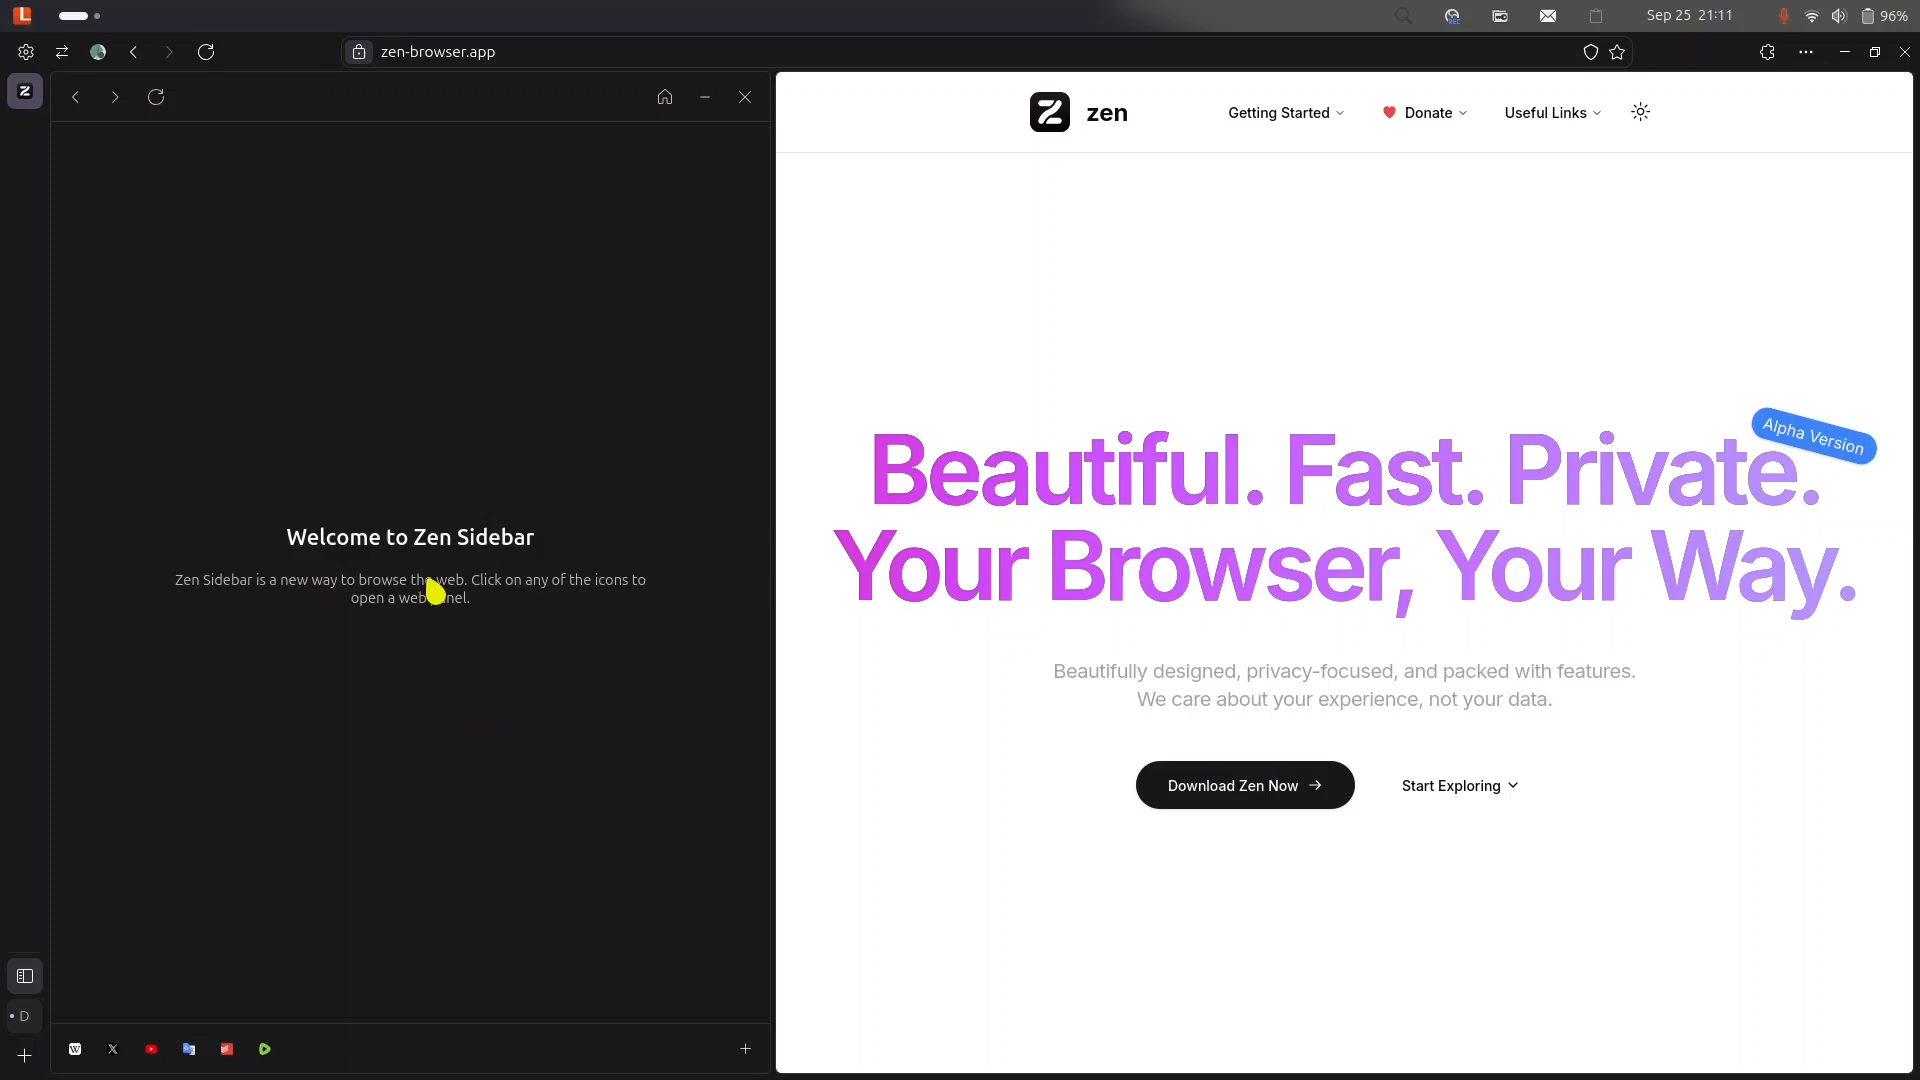 Sep 25 21:11
96%
zen-browser.app
zen
Getting Started
Donate
Useful Links
Alpha Version
Beautiful. Fast. Private.
Your Browser, Your Way.
Beautifully designed, privacy-focused, and packed with features.
We care about your experience, not your data.
Download Zen Now
Start Exploring
Welcome to Zen Sidebar
Zen Sidebar is a new way to browse the web. Click on any of the icons to
open a web panel.
D